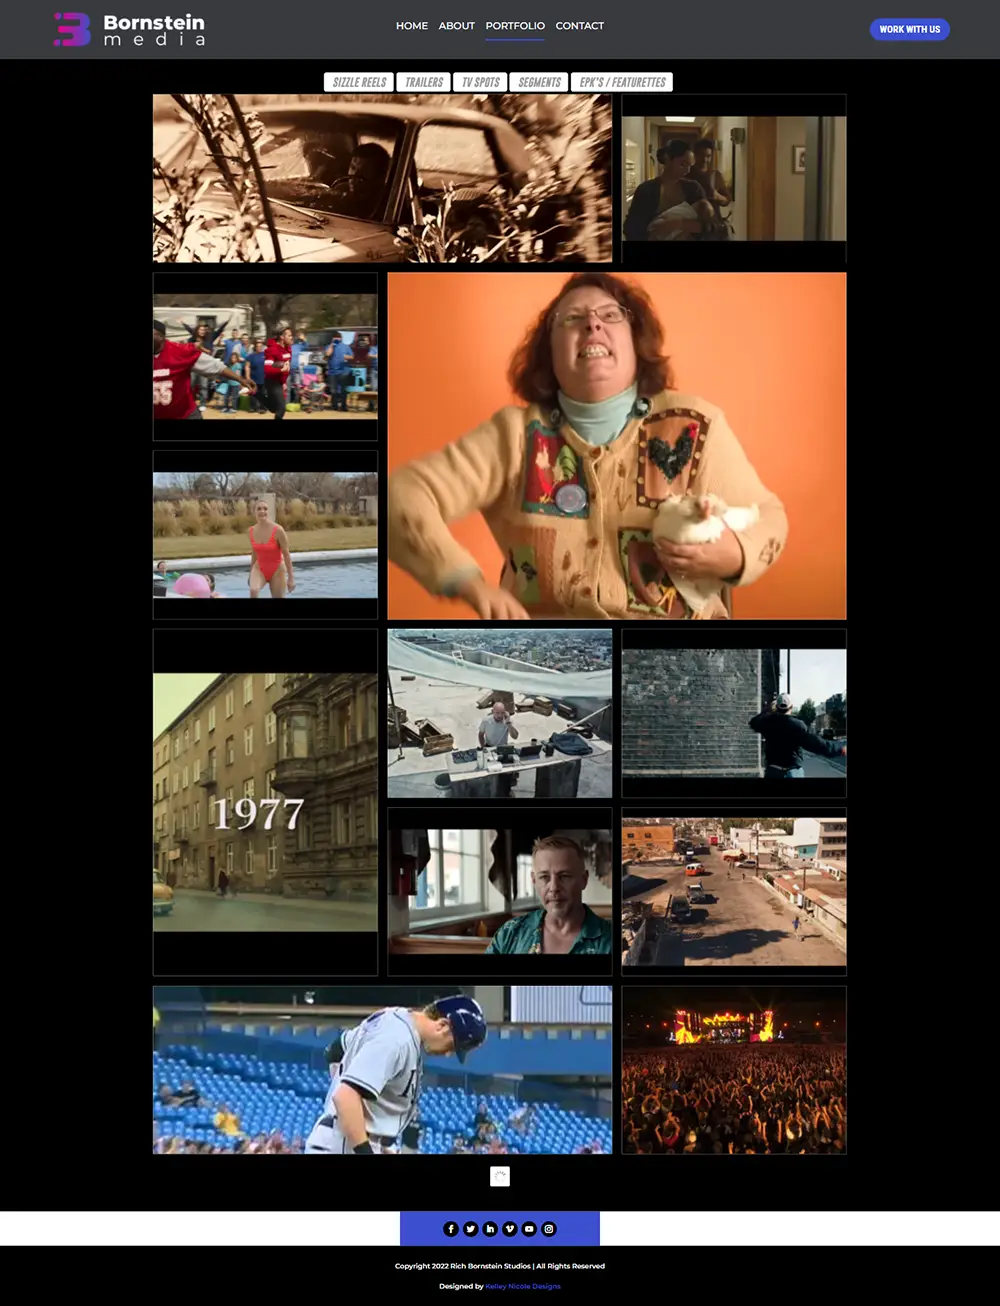 Bornstein
media
HOME ABOUT PORTFOLIO CONTACT
WORK WITH US
SIZZLE REELS TRAILERS TV SPOTS SEGMENTS EPK'S / FEATURETTES
55
1977
Copyright 2022 Rich Bornstein Studios | All Rights Reserved
Designed by Kelley Nicole Designs